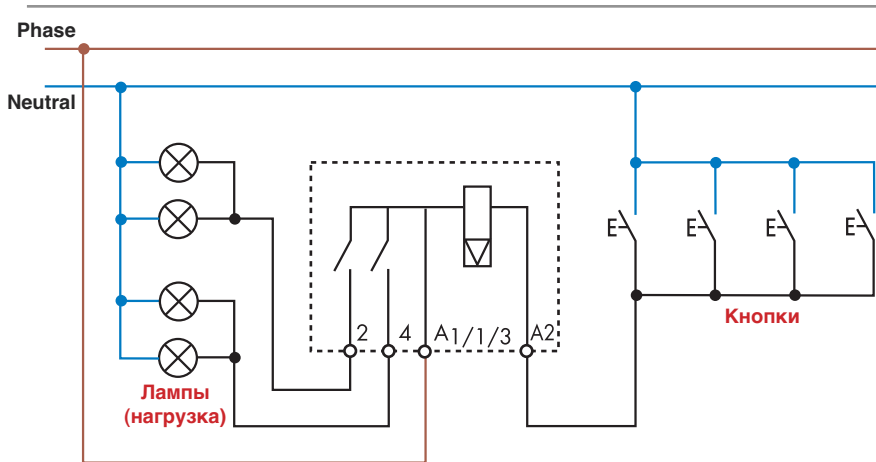 Phase
Neutral
2 4 A1/1/3 A2
E E E E
Кнопки
Лампы
(нагрузка)